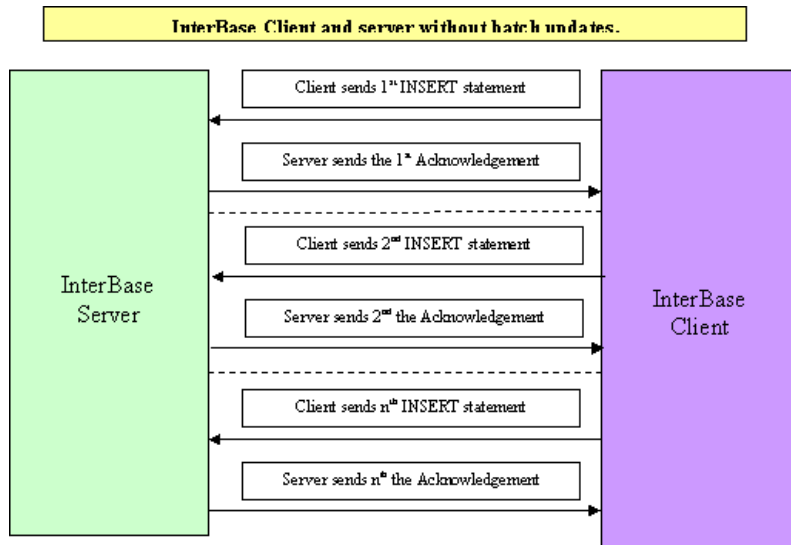 InterBase Client and server without batch updates.
Client sends 1st INSERT statement
Server sends the 1st Acknowledgement
Client sends 2nd INSERT statement
InterBase
Server
Server sends 2nd the Acknowledgement
InterBase
Client
Client sends nth INSERT statement
Server sends nth the Acknowledgement